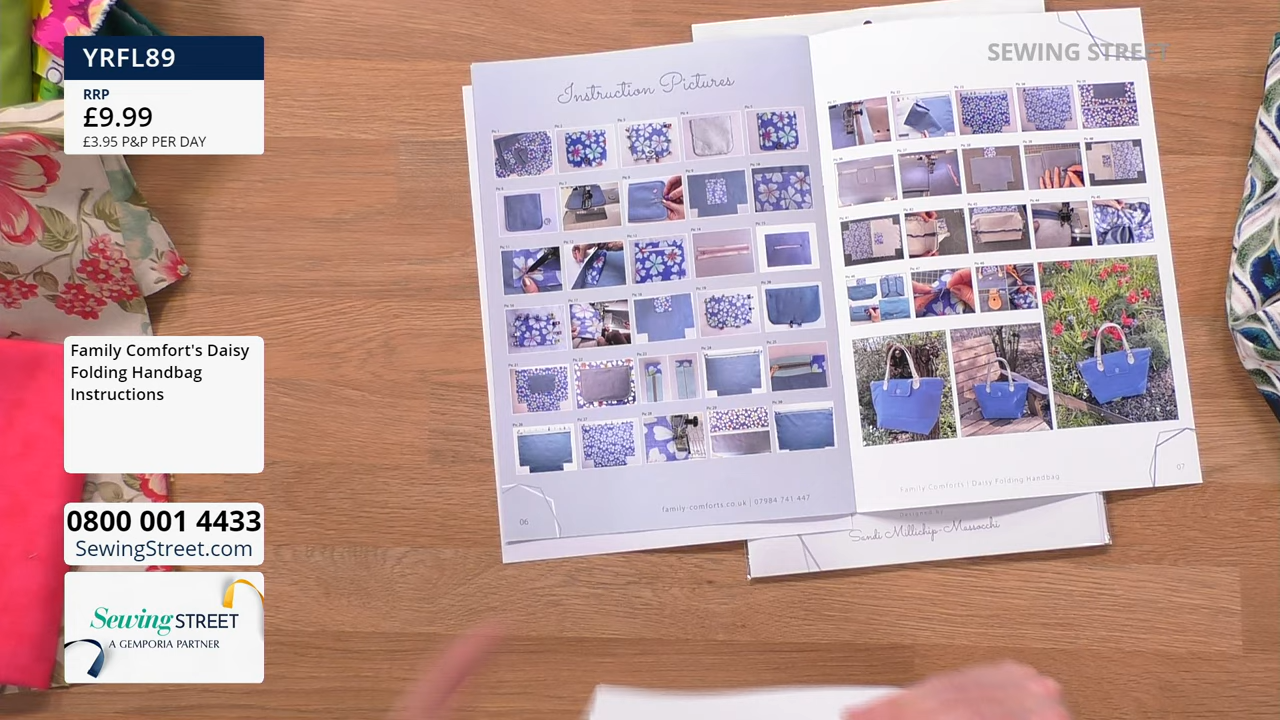 YRFL89
RRP
£9.99
£3.95 P&P PER DAY
Family Comfort's Daisy
Folding Handbag
Instructions
0800 001 4433
SewingStreet.com
Sewing STREET
A GEMPORIA PARTNER
SEWING STREET
Instruction Pictures
06
family-comforts.co.uk | 07984 741 447
Family-Comforts | Daisy Folding Handbag
07
Designed by
Sandi Millichip-Massocchi